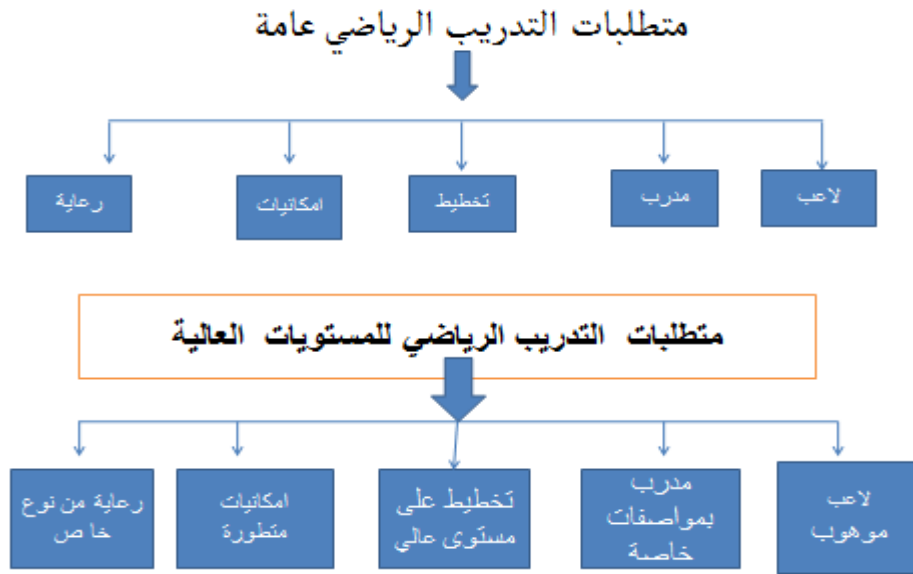 متطلبات التدريب الرياضي عامة
لاعب
مدرب
تخطيط
امكانيات
رعاية
متطلبات التدريب الرياضي للمستويات العالية
لاعب
موهوب
مدرب
بمواصفات
خاصة
تخطيط على
مستوى عالي
امكانيات
متطورة
رعاية من نوع
خاص